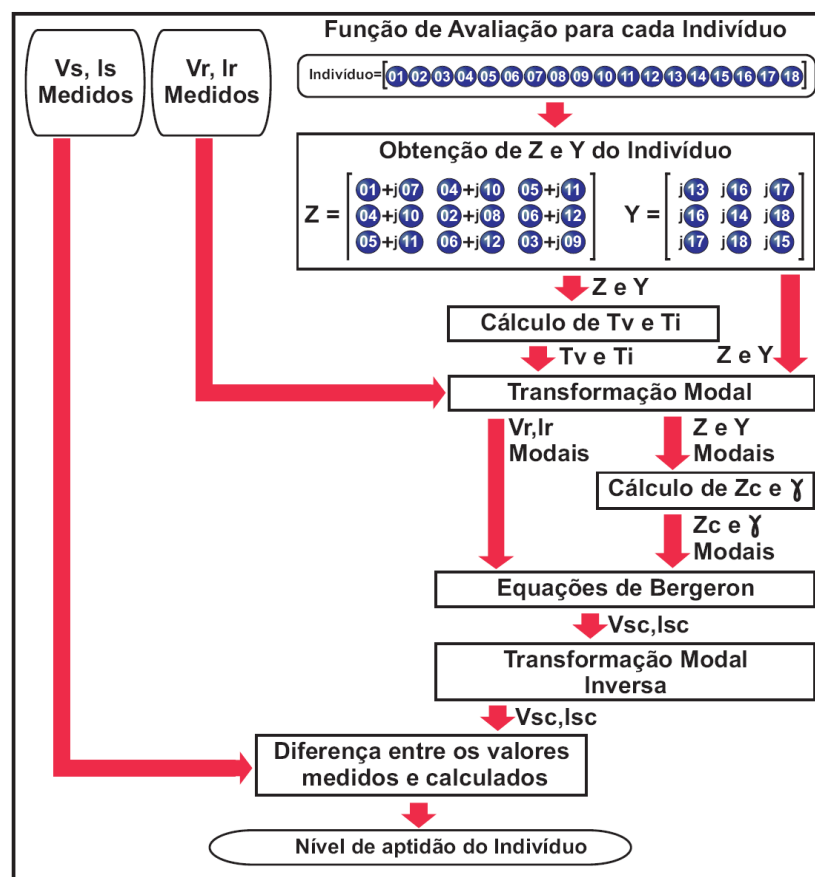 Função de Avaliação para cada Indivíduo
Vs, Is
Medidos
Vr, Ir
Medidos
Indivíduo=[01 02 03 04 05 06 07 08 09 10 11 12 13 14 15 16 17 18]
Obtenção de Z e Y do Indivíduo
Z =
01+j07 04+j10 05+j11
04+j10 02+j08 06+j12
05+j11 06+j12 03+j09
Y =
j13 j16 j17
j16 j14 j18
j17 j18 j15
Z e Y
Cálculo de Tv e Ti
Tv e Ti
Z e Y
Transformação Modal
Vr,Ir
Modais
Z e Y
Modais
Cálculo de Zc e ɣ
Zc e ɣ
Modais
Equações de Bergeron
Vsc,Isc
Transformação Modal
Inversa
Vsc,Isc
Diferença entre os valores
medidos e calculados
Nível de aptidão do Indivíduo